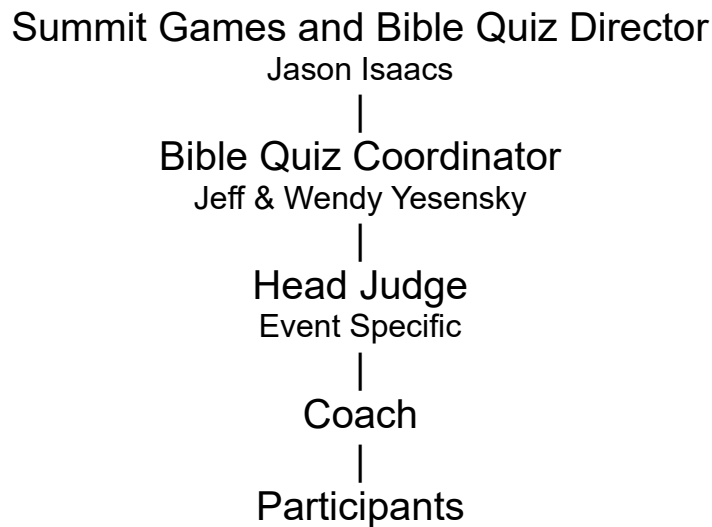 Summit Games and Bible Quiz Director
Jason Isaacs
Bible Quiz Coordinator
Jeff & Wendy Yesensky
Head Judge
Event Specific
Coach
Participants